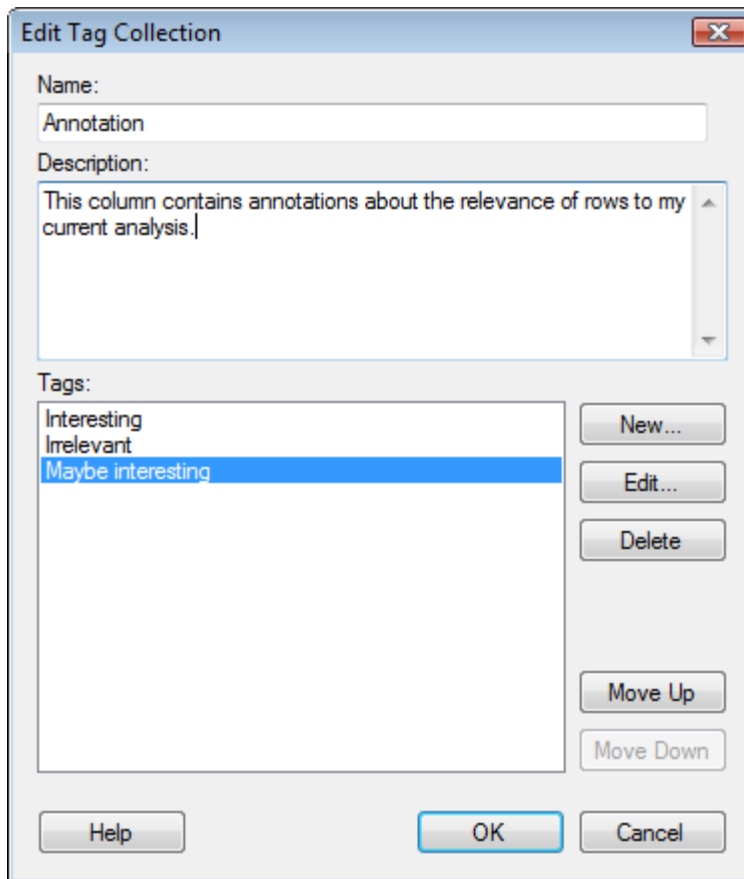 Edit Tag Collection
Name:
Annotation
Description:
This column contains annotations about the relevance of rows to my
current analysis.
Tags:
Interesting
Irrelevant
Maybe interesting
New...
Edit...
Delete
Move Up
Move Down
Help
OK
Cancel